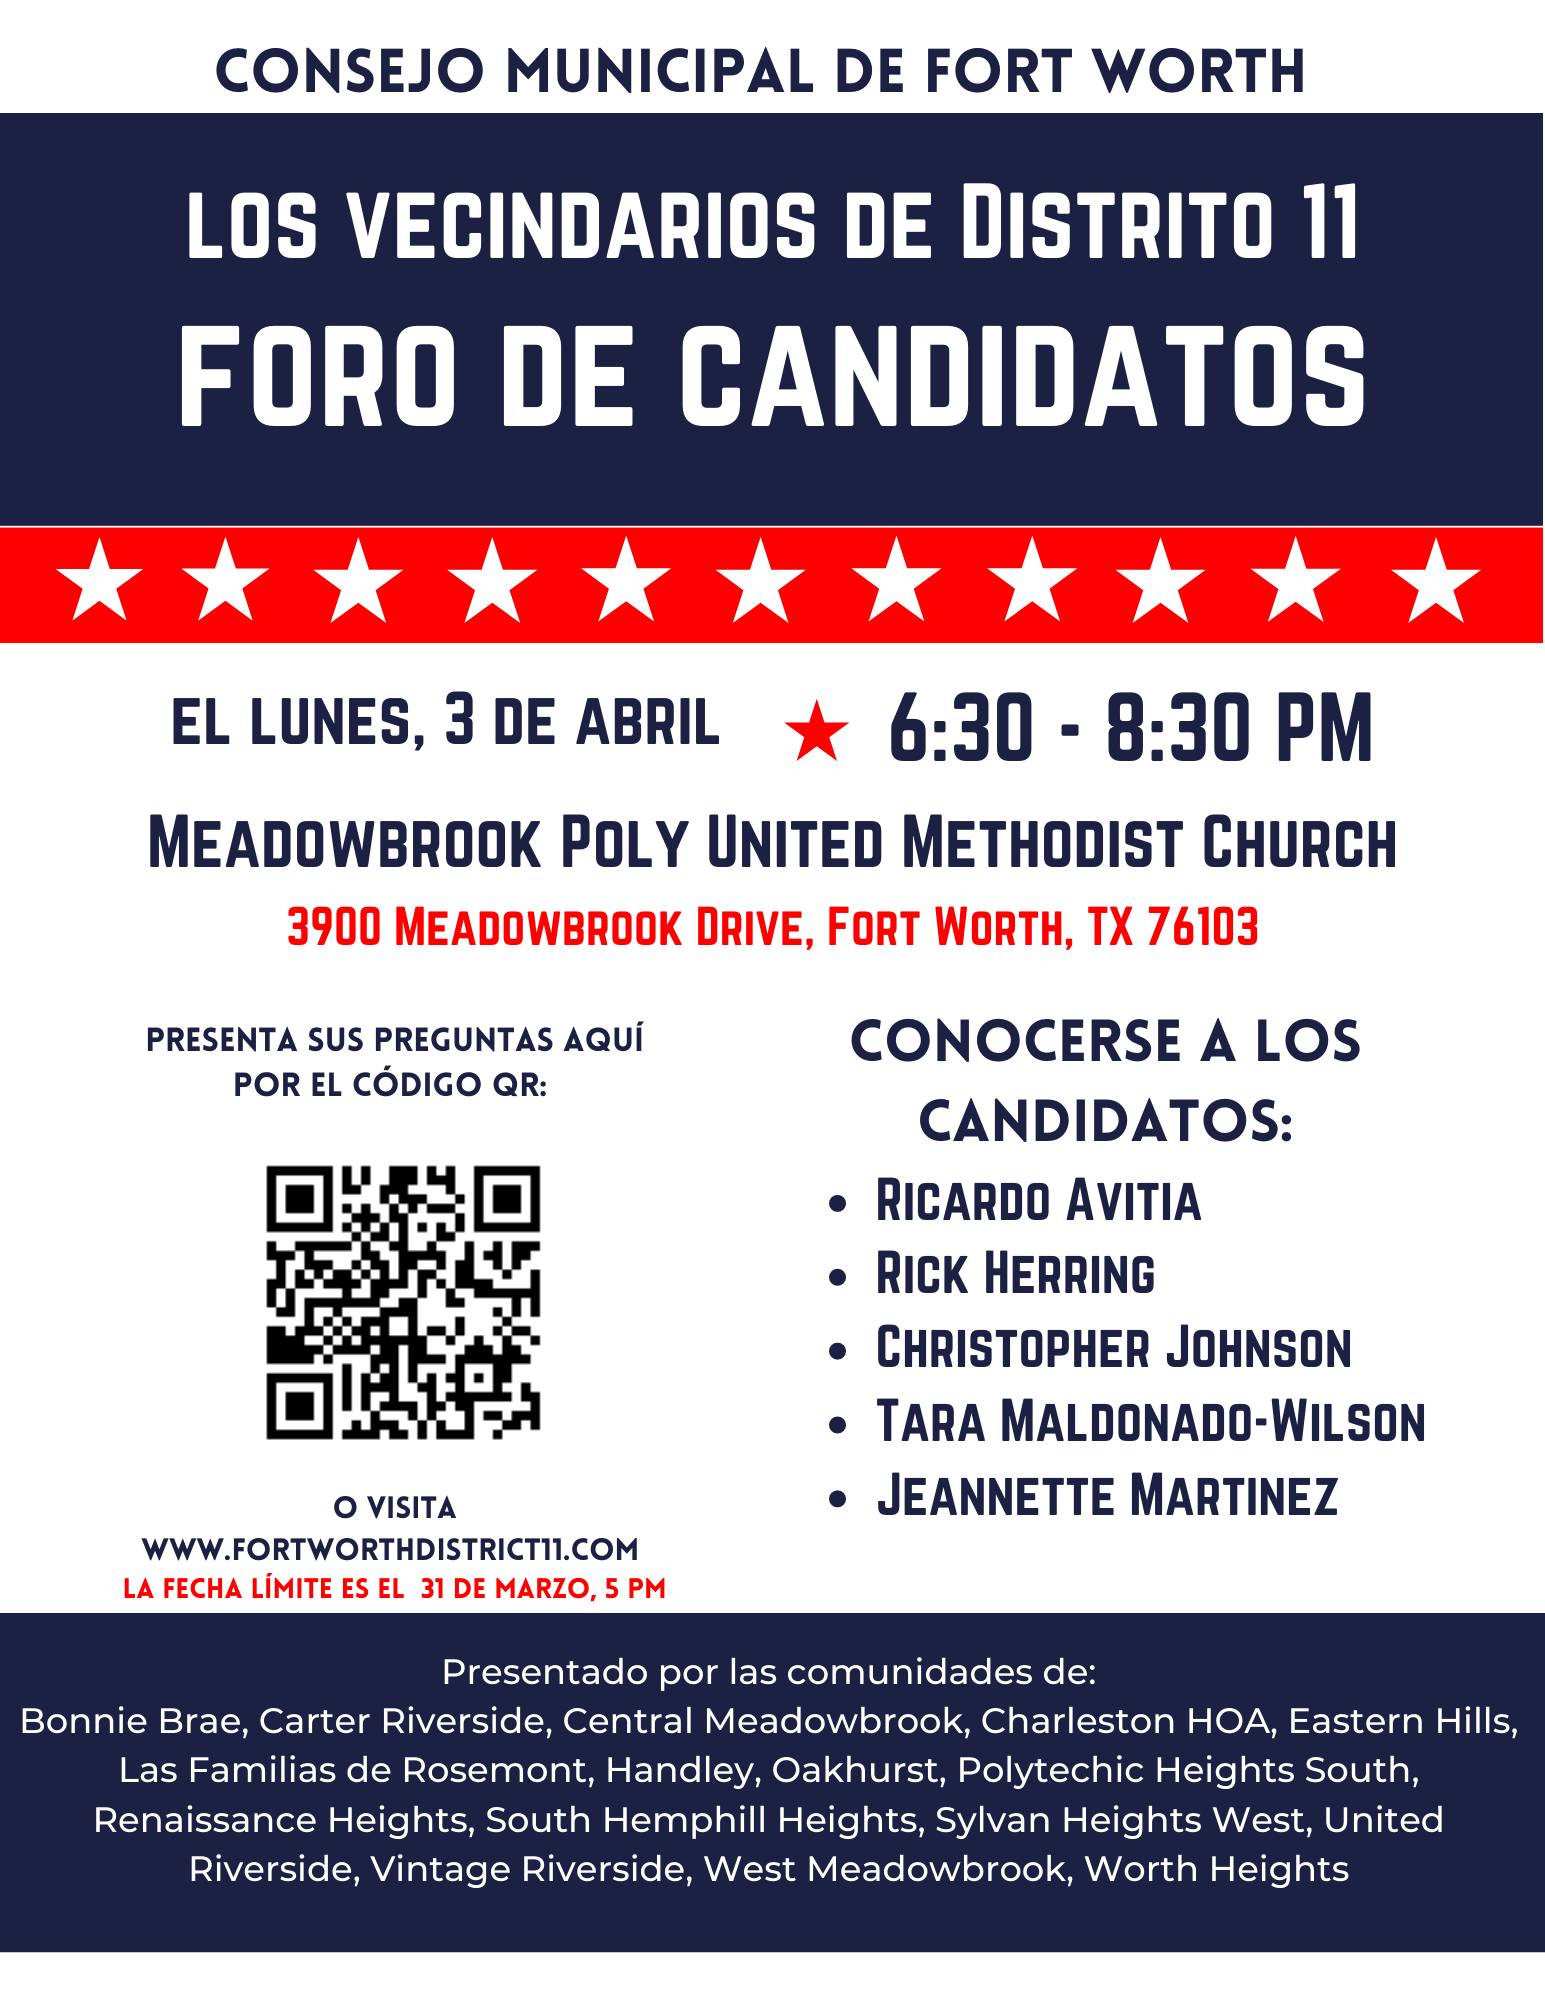 CONSEJO MUNICIPAL DE FORT WORTH
LOS VECINDARIOS DE DISTRITO 11
FORO DE CANDIDATOS
EL LUNES, 3 DE ABRIL 6:30 - 8:30 PM
MEADOWBROOK POLY UNITED METHODIST CHURCH
3900 MEADOWBROOK DRIVE, FORT WORTH, TX 76103
PRESENTA SUS PREGUNTAS AQUÍ
POR EL CÓDIGO QR:
O VISITA
WWW.FORTWORTHDISTRICT11.COM
LA FECHA LÍMITE ES EL 31 DE MARZO, 5 PM
CONOCERSE A LOS
CANDIDATOS:
• RICARDO AVITIA
• RICK HERRING
• CHRISTOPHER JOHNSON
• TARA MALDONADO-WILSON
• JEANNETTE MARTINEZ
Presentado por las comunidades de:
Bonnie Brae, Carter Riverside, Central Meadowbrook, Charleston HOA, Eastern Hills,
Las Familias de Rosemont, Handley, Oakhurst, Polytechic Heights South,
Renaissance Heights, South Hemphill Heights, Sylvan Heights West, United
Riverside, Vintage Riverside, West Meadowbrook, Worth Heights